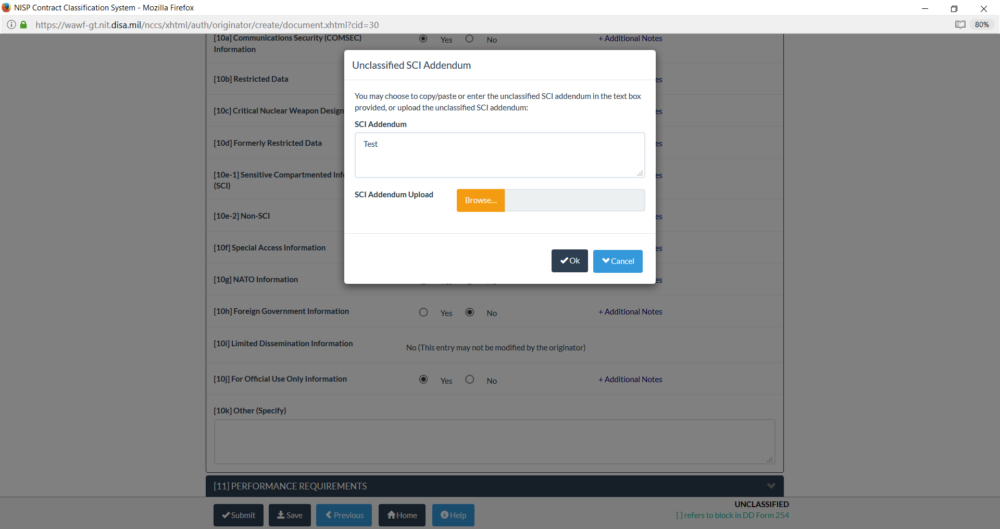 NISP Contract Classification System - Mozilla Firefox
https://wawf-gt.nit.disa.mil/nccs/xhtml/auth/originator/create/document.xhtml?cid=30
80%
[10a] Communications Security (COMSEC)
Information
Yes
No
+ Additional Notes
Unclassified SCI Addendum
You may choose to copy/paste or enter the unclassified SCI addendum in the text box
provided, or upload the unclassified SCI addendum:
SCI Addendum
Test
SCI Addendum Upload
Browse...
Ok
Cancel
[10b] Restricted Data
es
[10c] Critical Nuclear Weapon Design
es
[10d] Formerly Restricted Data
es
[10e-1] Sensitive Compartmented Info
(SCI)
es
[10e-2] Non-SCI
es
[10f] Special Access Information
es
[10g] NATO Information
es
[10h] Foreign Government Information
Yes
No
+ Additional Notes
[10i] Limited Dissemination Information
No (This entry may not be modified by the originator)
[10j] For Official Use Only Information
Yes
No
+ Additional Notes
[10k] Other (Specify)
[11] PERFORMANCE REQUIREMENTS
Submit
Save
Previous
Home
Help
UNCLASSIFIED
[ ] refers to block in DD Form 254